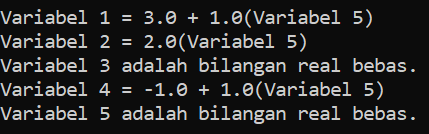 Variabel 1 = 3.0 + 1.0(Variabel 5)
Variabel 2 = 2.0(Variabel 5)
Variabel 3 adalah bilangan real bebas.
Variabel 4 = -1.0 + 1.0(Variabel 5)
Variabel 5 adalah bilangan real bebas.